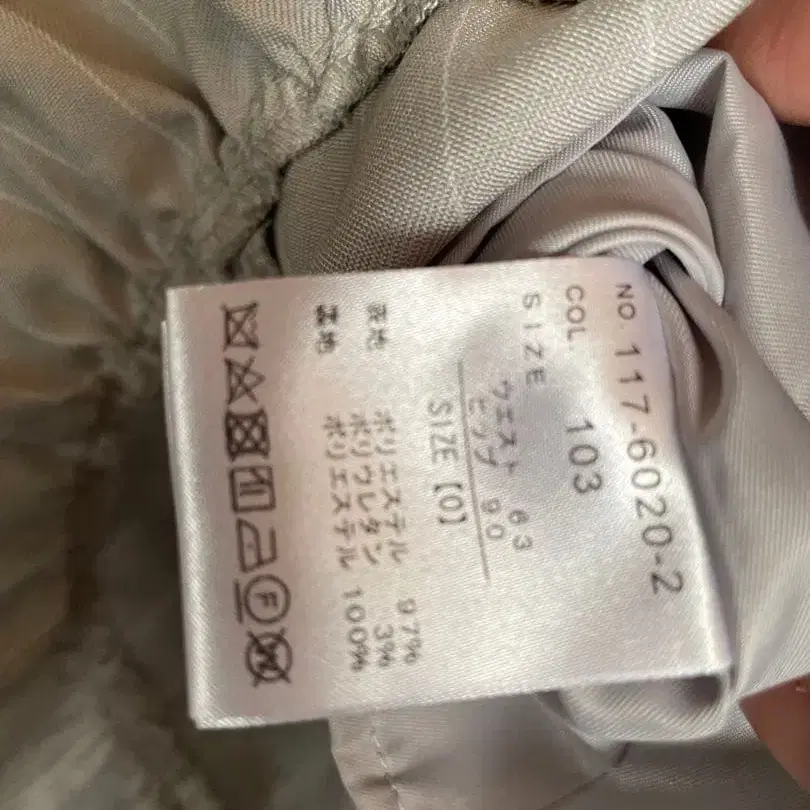 NO. 117-6020-2
COL. 103
SIZE
ウエスト 63
ヒップ 90
SIZE【0】
表地 ポリエステル 97%
ポリウレタン 3%
裏地 ポリエステル 100%
F
W